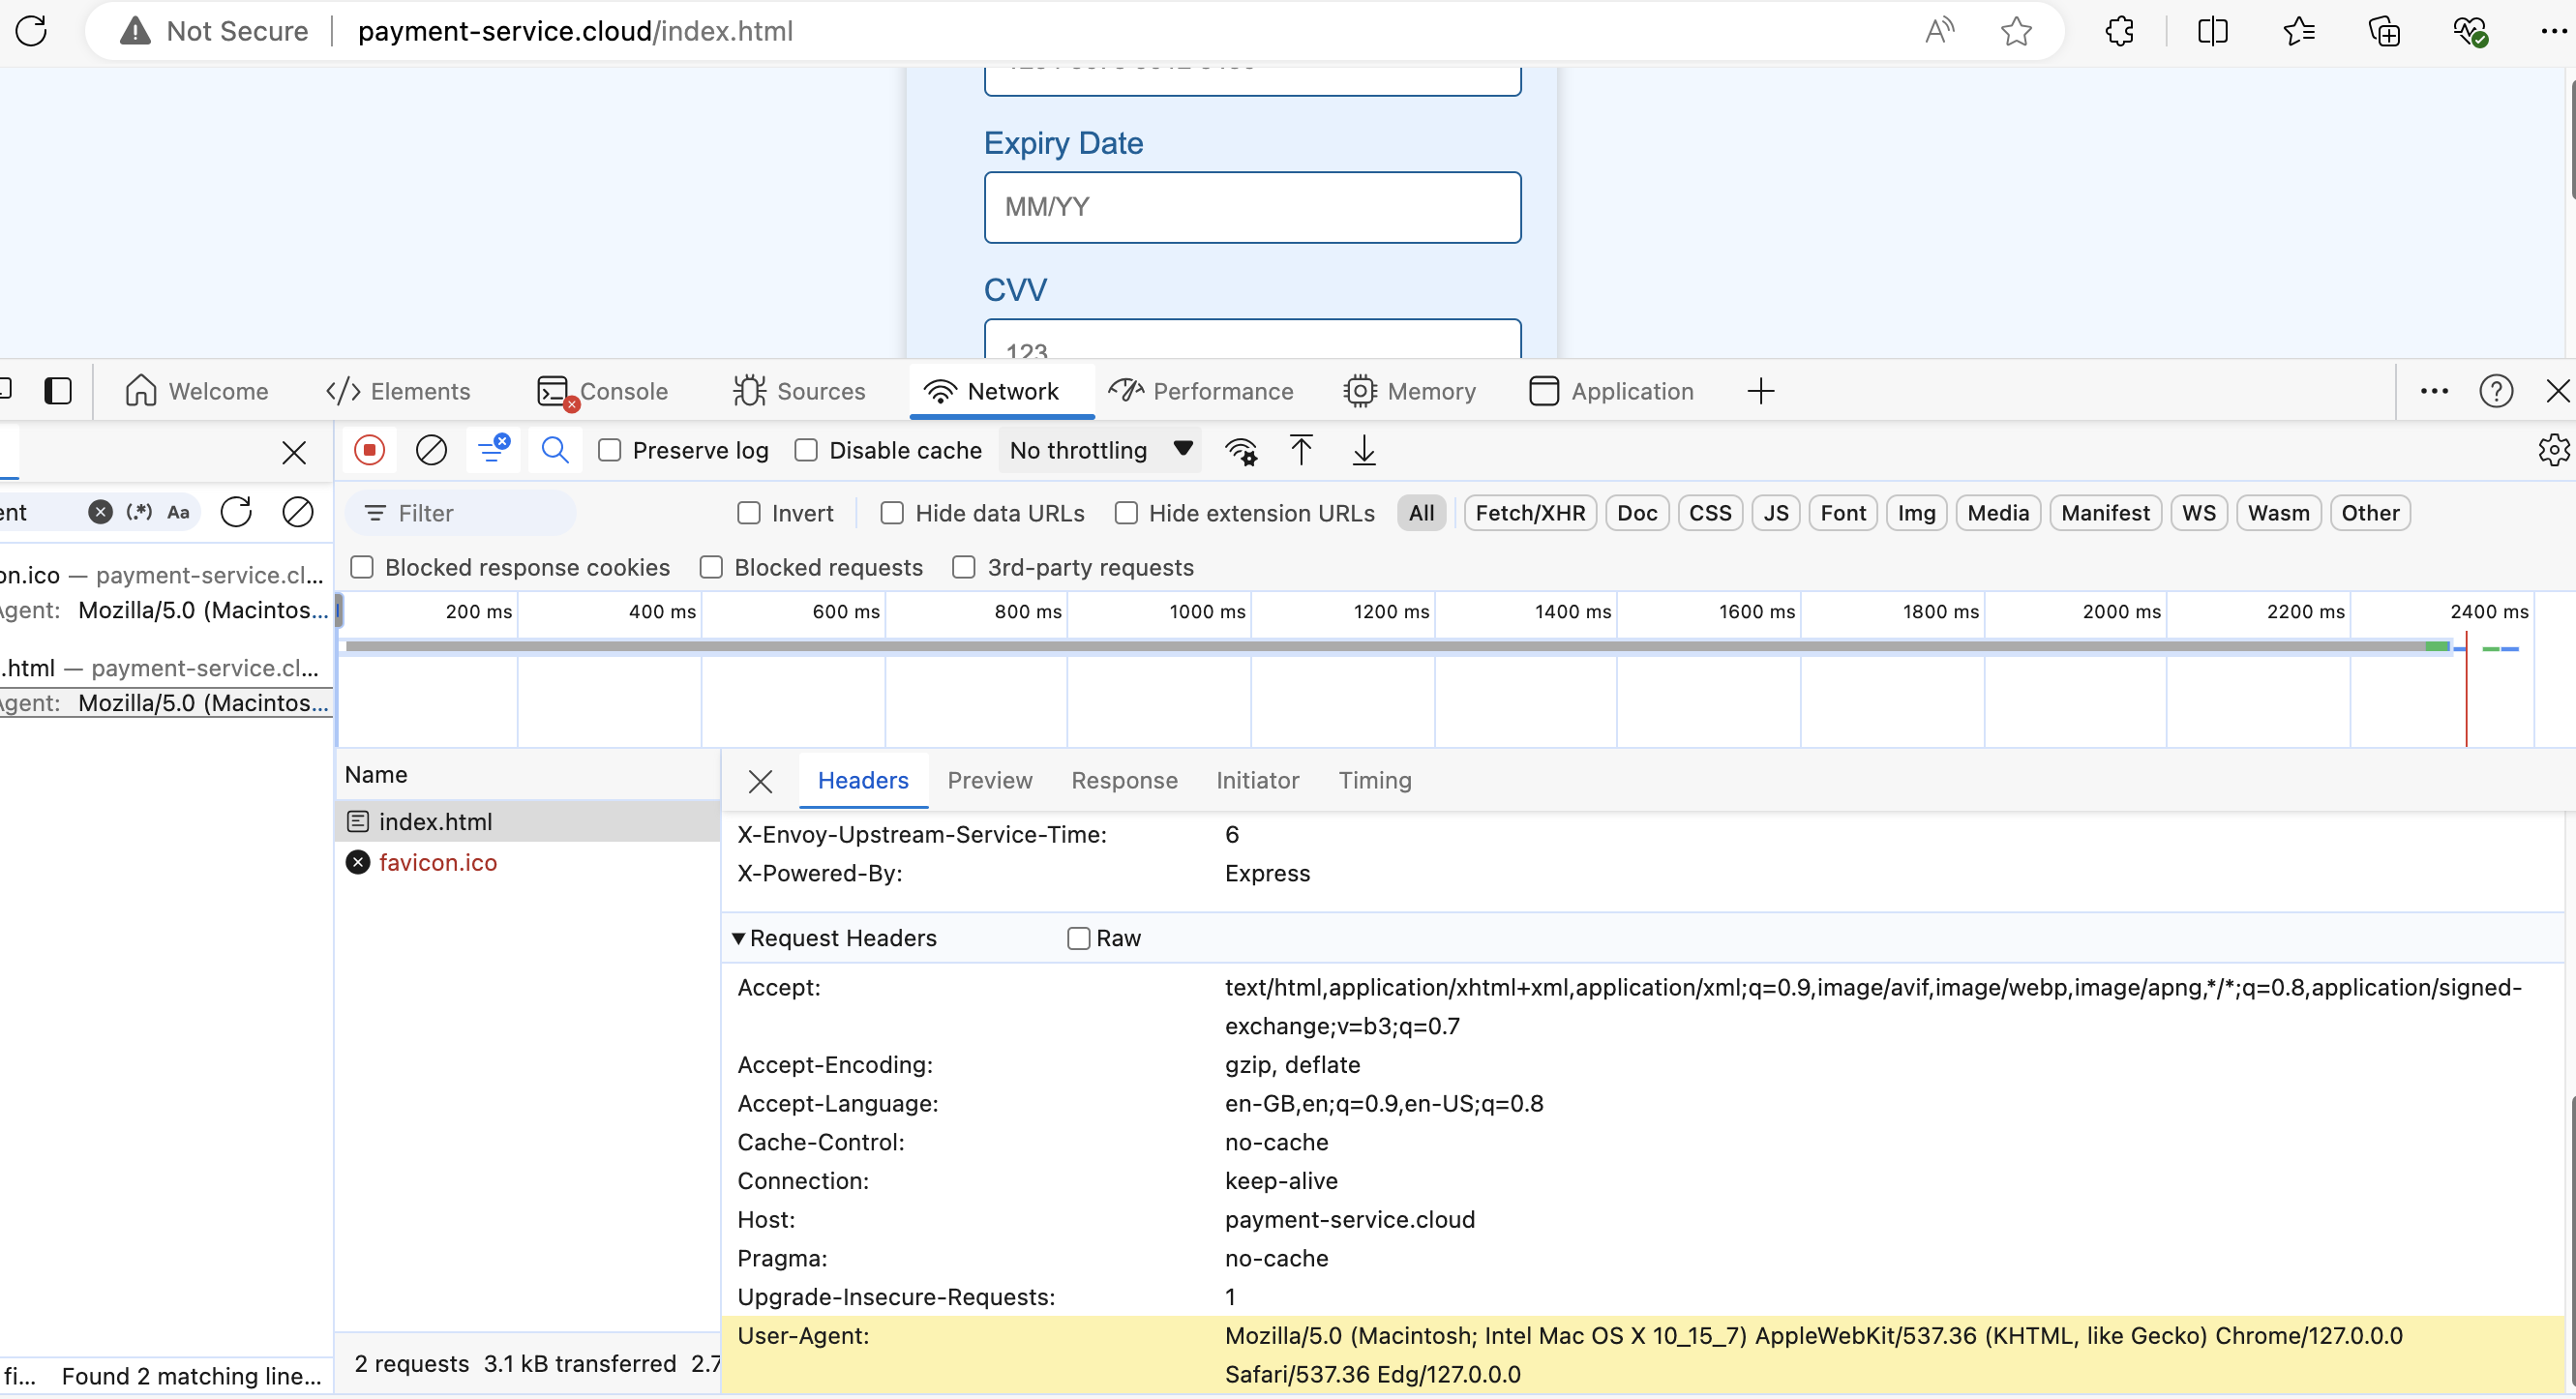 Not Secure payment-service.cloud/index.html
Expiry Date
MM/YY
CVV
123
Welcome Elements Console Sources Network Performance Memory Application
Preserve log Disable cache No throttling
ent (.*) Aa
Filter Invert Hide data URLs Hide extension URLs All Fetch/XHR Doc CSS JS Font Img Media Manifest WS Wasm Other
Blocked response cookies Blocked requests 3rd-party requests
on.ico — payment-service.cl...
Agent: Mozilla/5.0 (Macintos...
.html — payment-service.cl...
Agent: Mozilla/5.0 (Macintos...
200 ms 400 ms 600 ms 800 ms 1000 ms 1200 ms 1400 ms 1600 ms 1800 ms 2000 ms 2200 ms 2400 ms
Name
index.html
favicon.ico
Headers Preview Response Initiator Timing
X-Envoy-Upstream-Service-Time: 6
X-Powered-By: Express
Request Headers Raw
Accept: text/html,application/xhtml+xml,application/xml;q=0.9,image/avif,image/webp,image/apng,*/*;q=0.8,application/signed-
exchange;v=b3;q=0.7
Accept-Encoding: gzip, deflate
Accept-Language: en-GB,en;q=0.9,en-US;q=0.8
Cache-Control: no-cache
Connection: keep-alive
Host: payment-service.cloud
Pragma: no-cache
Upgrade-Insecure-Requests: 1
User-Agent: Mozilla/5.0 (Macintosh; Intel Mac OS X 10_15_7) AppleWebKit/537.36 (KHTML, like Gecko) Chrome/127.0.0.0
Safari/537.36 Edg/127.0.0.0
2 requests 3.1 kB transferred 2.7
fi... Found 2 matching line...